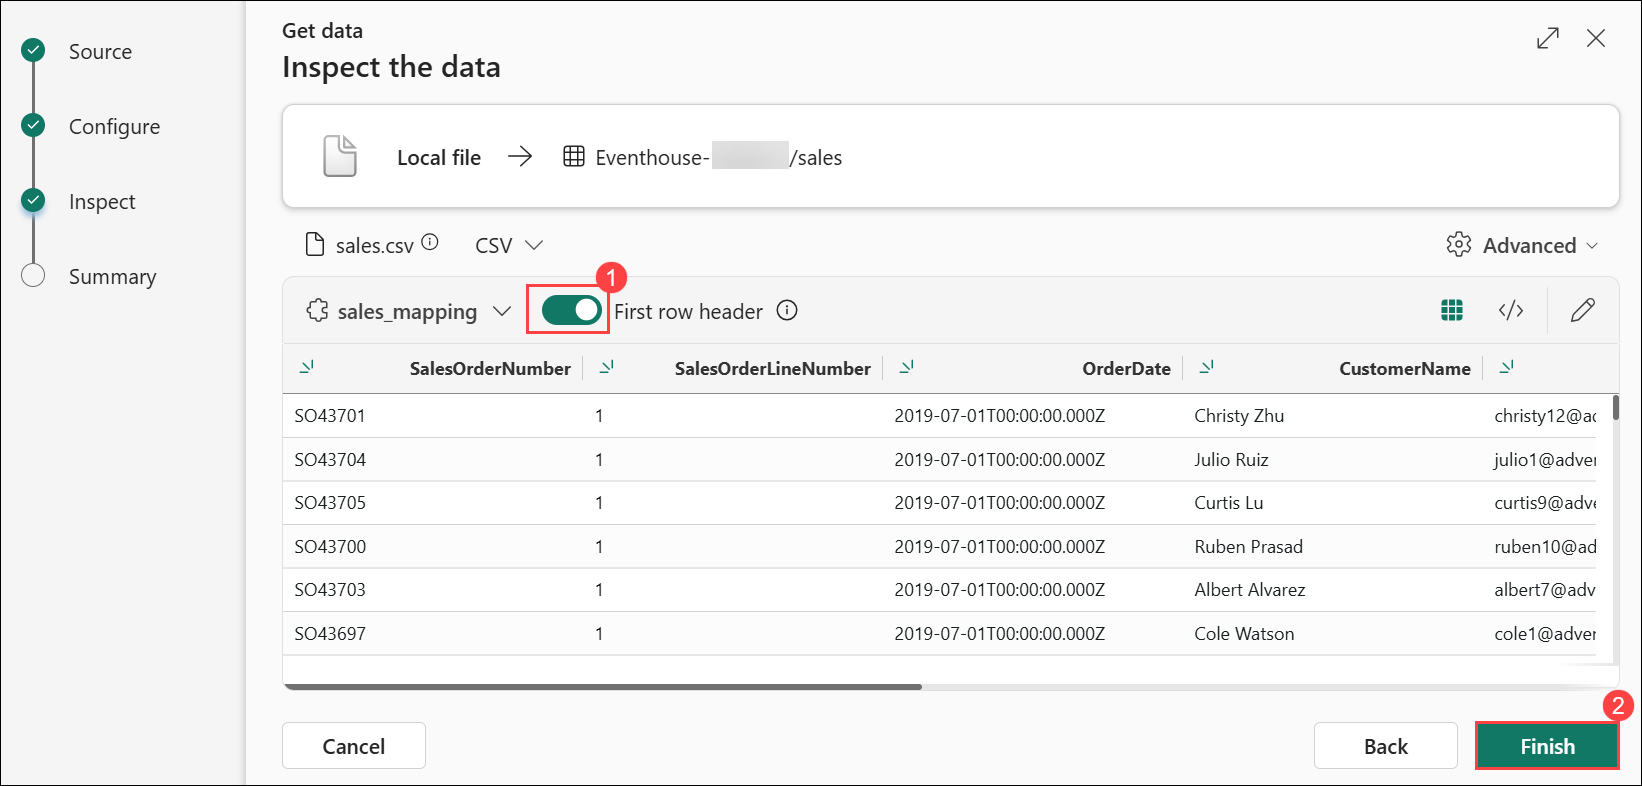 Source
Configure
Inspect
Summary
Get data
Inspect the data
Local file Eventhouse- /sales
sales.csv CSV Advanced
1
sales_mapping First row header </>
SalesOrderNumber SalesOrderLineNumber OrderDate CustomerName
SO43701 1 2019-07-01T00:00:00.000Z Christy Zhu christy12@ad
SO43704 1 2019-07-01T00:00:00.000Z Julio Ruiz julio1@adver
SO43705 1 2019-07-01T00:00:00.000Z Curtis Lu curtis9@adve
SO43700 1 2019-07-01T00:00:00.000Z Ruben Prasad ruben10@ad
SO43703 1 2019-07-01T00:00:00.000Z Albert Alvarez albert7@adv
SO43697 1 2019-07-01T00:00:00.000Z Cole Watson cole1@adver
2
Cancel Back Finish